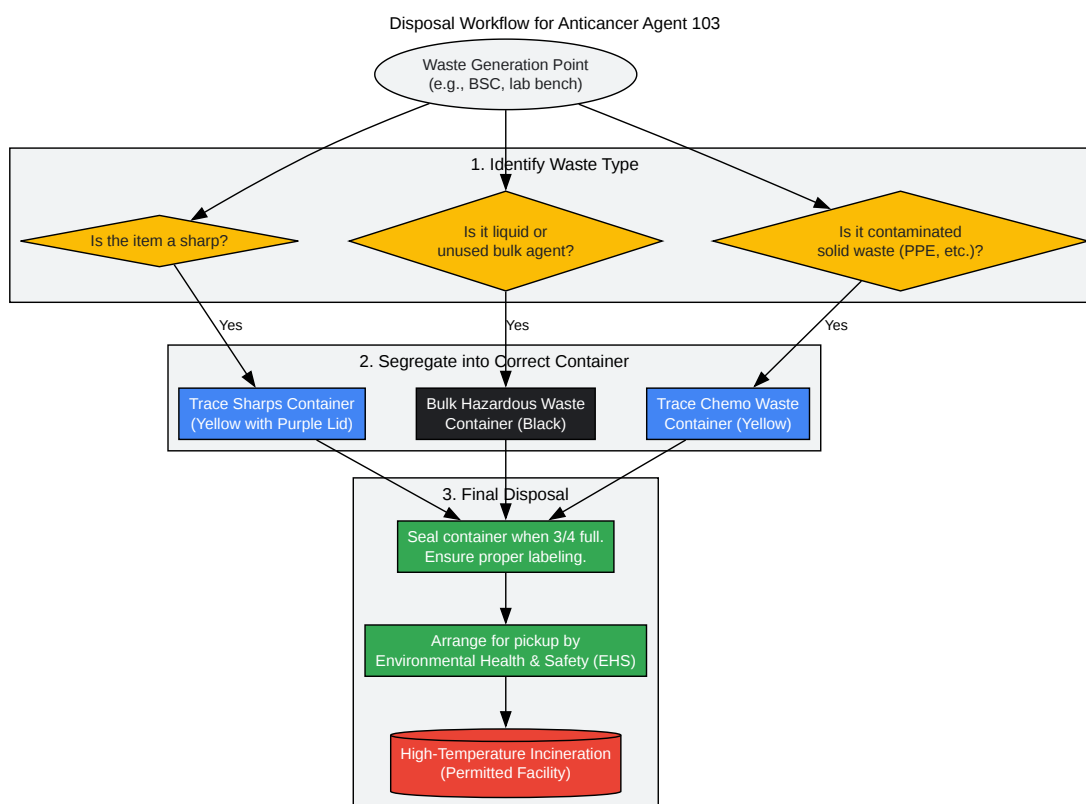 Disposal Workflow for Anticancer Agent 103
Waste Generation Point
(e.g., BSC, lab bench)
1. Identify Waste Type
Is the item a sharp?
Is it liquid or
unused bulk agent?
Is it contaminated
solid waste (PPE, etc.)?
Yes
Yes
Yes
2. Segregate into Correct Container
Trace Sharps Container
(Yellow with Purple Lid)
Bulk Hazardous Waste
Container (Black)
Trace Chemo Waste
Container (Yellow)
3. Final Disposal
Seal container when 3/4 full.
Ensure proper labeling.
Arrange for pickup by
Environmental Health & Safety (EHS)
High-Temperature Incineration
(Permitted Facility)